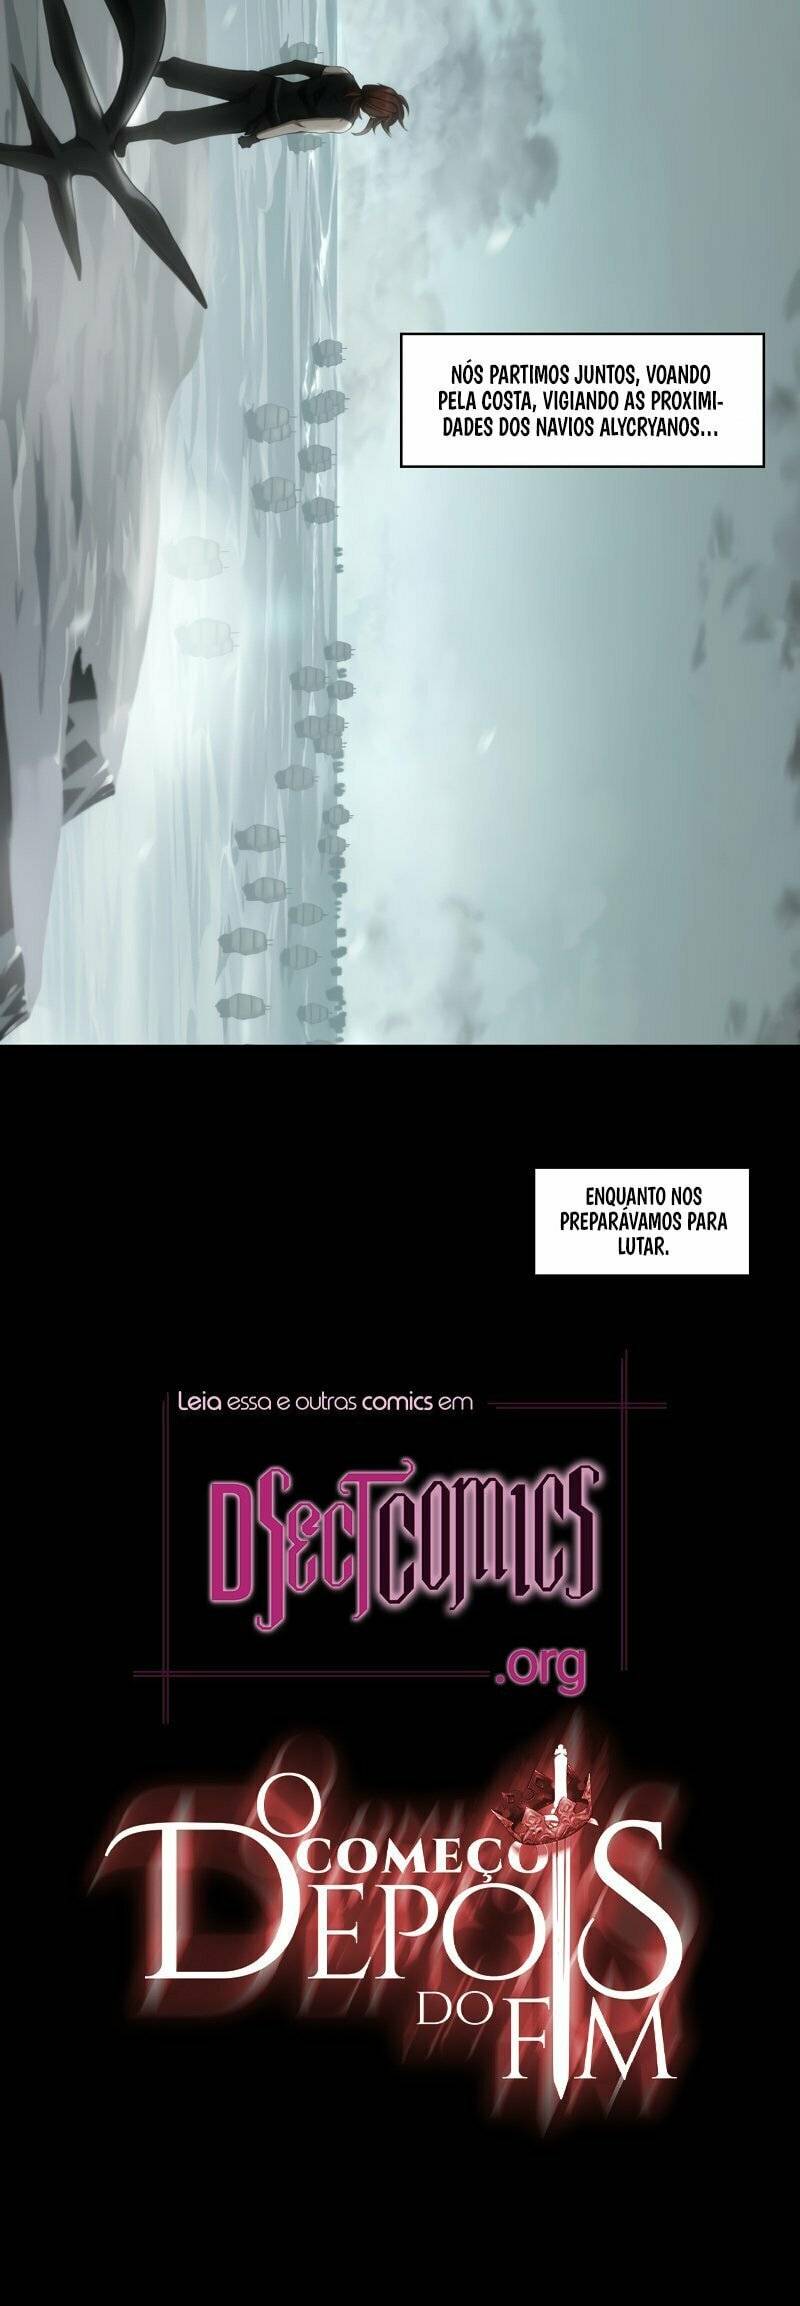 NÓS PARTIMOS JUNTOS, VOANDO
PELA COSTA, VIGIANDO AS PROXIMI-
DADES DOS NAVIOS ALYCRYANOS...
ENQUANTO NOS
PREPARÁVAMOS PARA
LUTAR.
Leia essa e outras comics em
DSECTCOMICS
.org
O
COMEÇO
DEPOIS
DO FIM